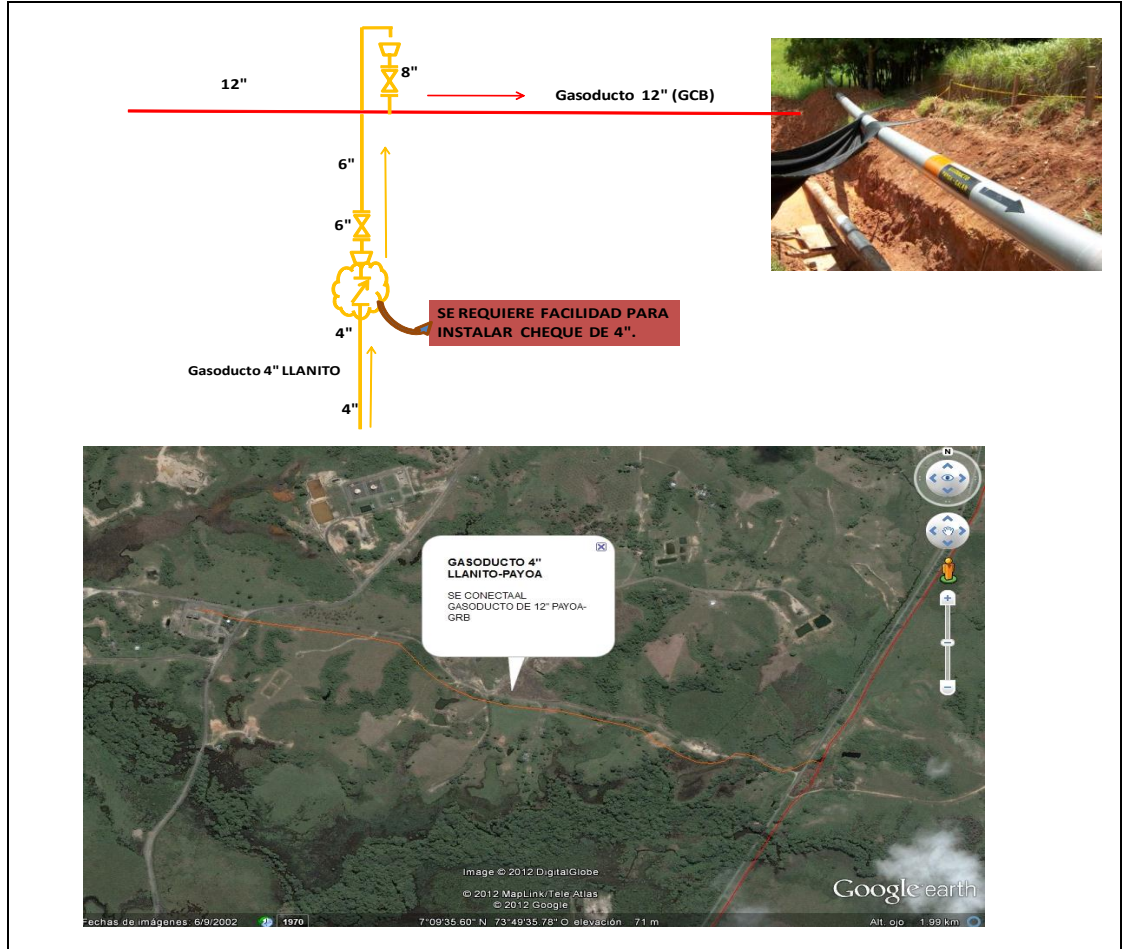 12"
8"
Gasoducto 12" (GCB)
6"
6"
SE REQUIERE FACILIDAD PARA
INSTALAR CHEQUE DE 4".
4"
Gasoducto 4" LLANITO
4"
N
GASODUCTO 4"
LLANITO-PAYOA
SE CONECTAAL
GASODUCTO DE 12" PAYOA-
GRB
Image © 2012 DigitalGlobe
© 2012 MapLink/Tele Atlas
© 2012 Google
Google earth
Fechas de imágenes: 6/9/2002 1970 7°09'35.60" N 73°49'35.78" O elevación 71 m Alt. ojo 1.99 km